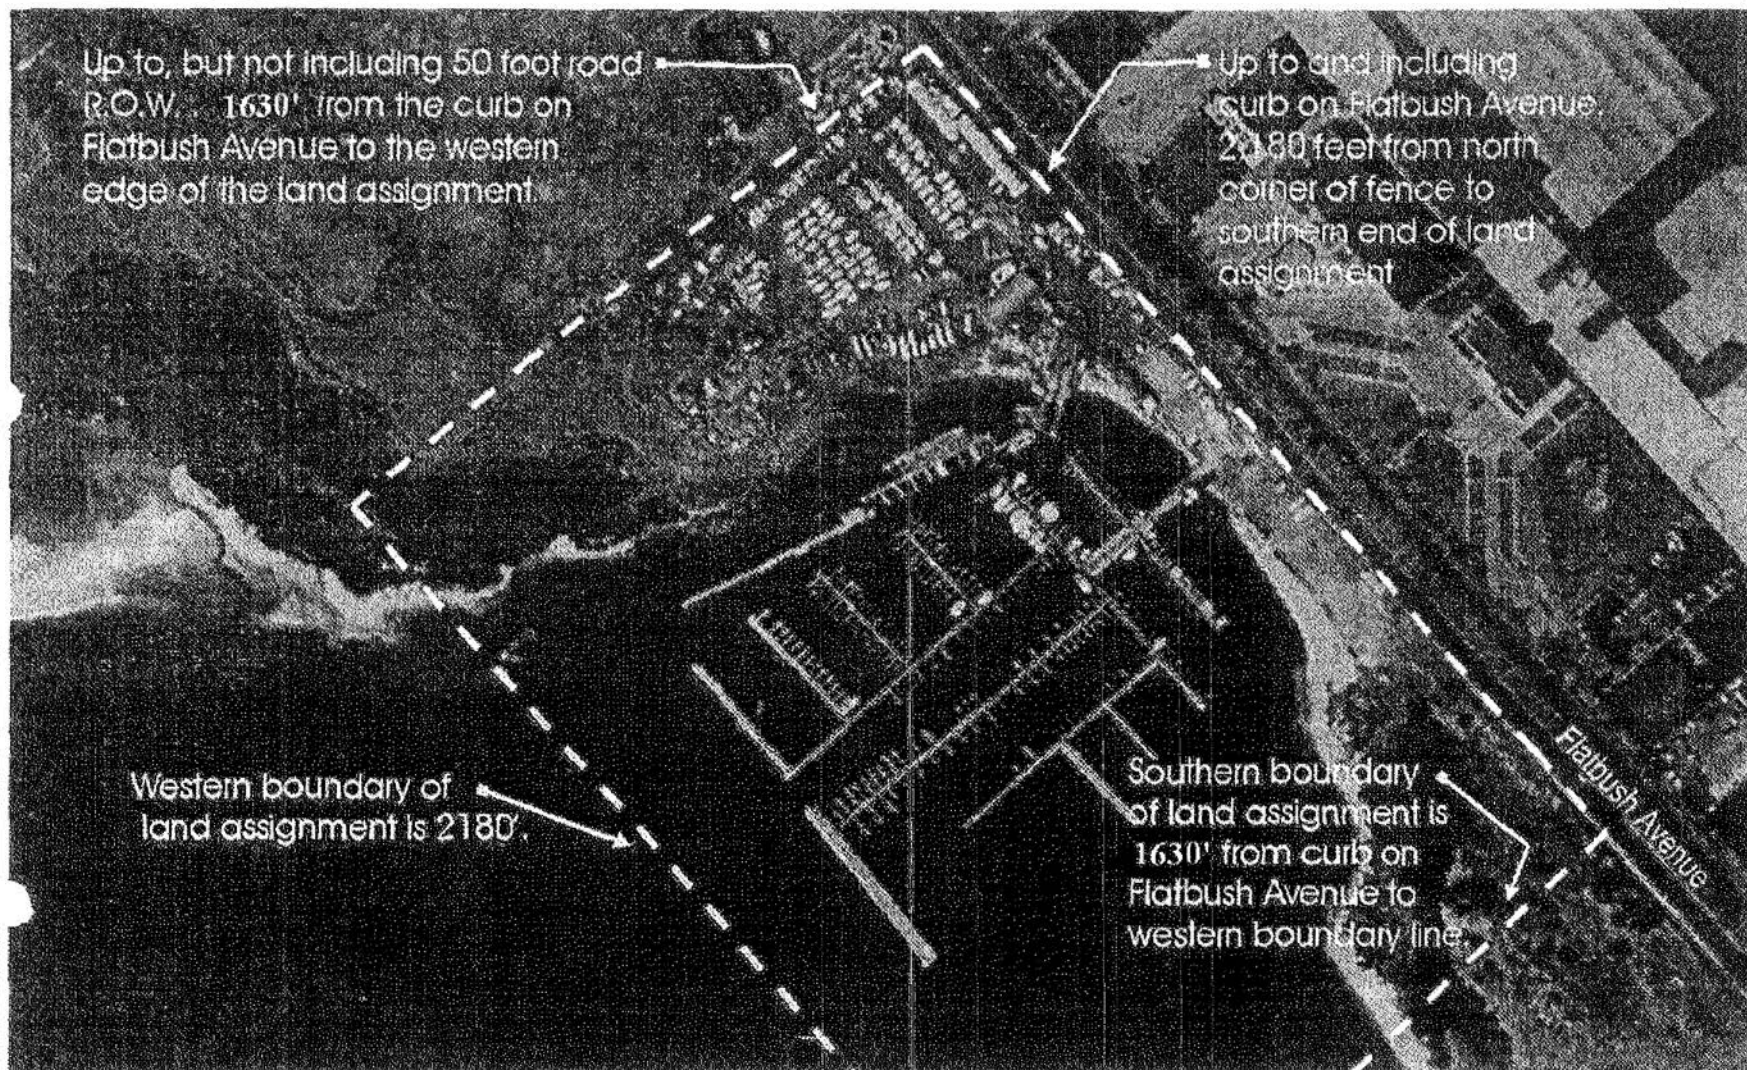 Up to, but not including 50 foot road
R.O.W. . 1630' from the curb on
Flatbush Avenue to the western
edge of the land assignment.
Up to and including
curb on Flatbush Avenue.
2,180 feet from north
corner of fence to
southern end of land
assignment
Western boundary of
land assignment is 2180'.
Southern boundary
of land assignment is
1630' from curb on
Flatbush Avenue to
western boundary line.
Flatbush Avenue